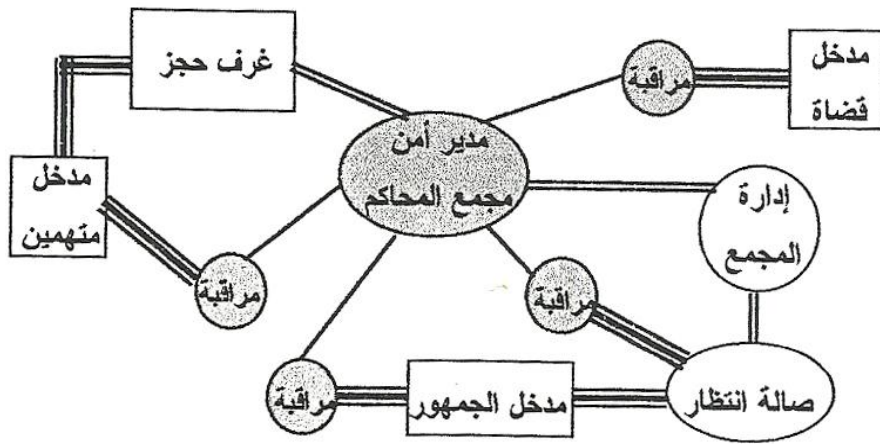 غرف حجز
مدخل
قضاة
مراقبة
مدير أمن
مجمع المحاكم
مدخل
متهمين
إدارة
المجمع
مراقبة
مراقبة
مراقبة
مدخل الجمهور
صالة انتظار